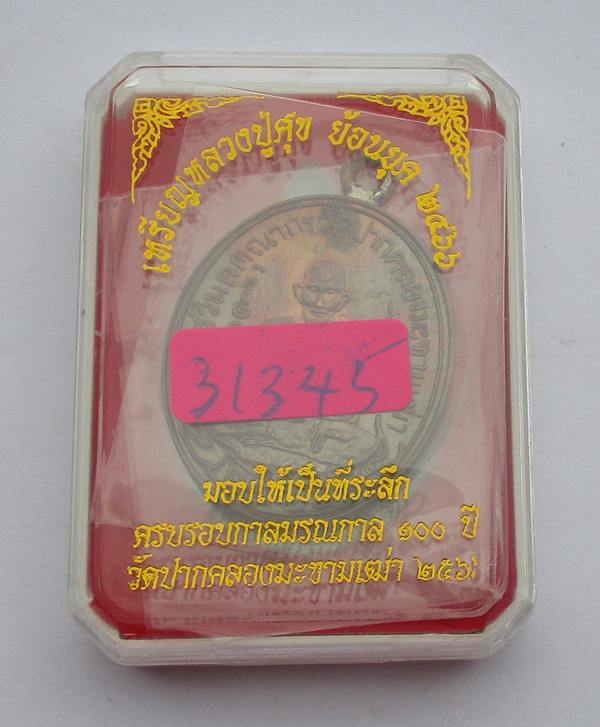 เหรียญหลวงปู่ศุข ย้อนยุค ๒๔๖๖
31345
มอบให้เป็นที่ระลึก
ครบรอบกาลมรณกาล ๑๐๐ ปี
วัดปากคลองมะขามเฒ่า